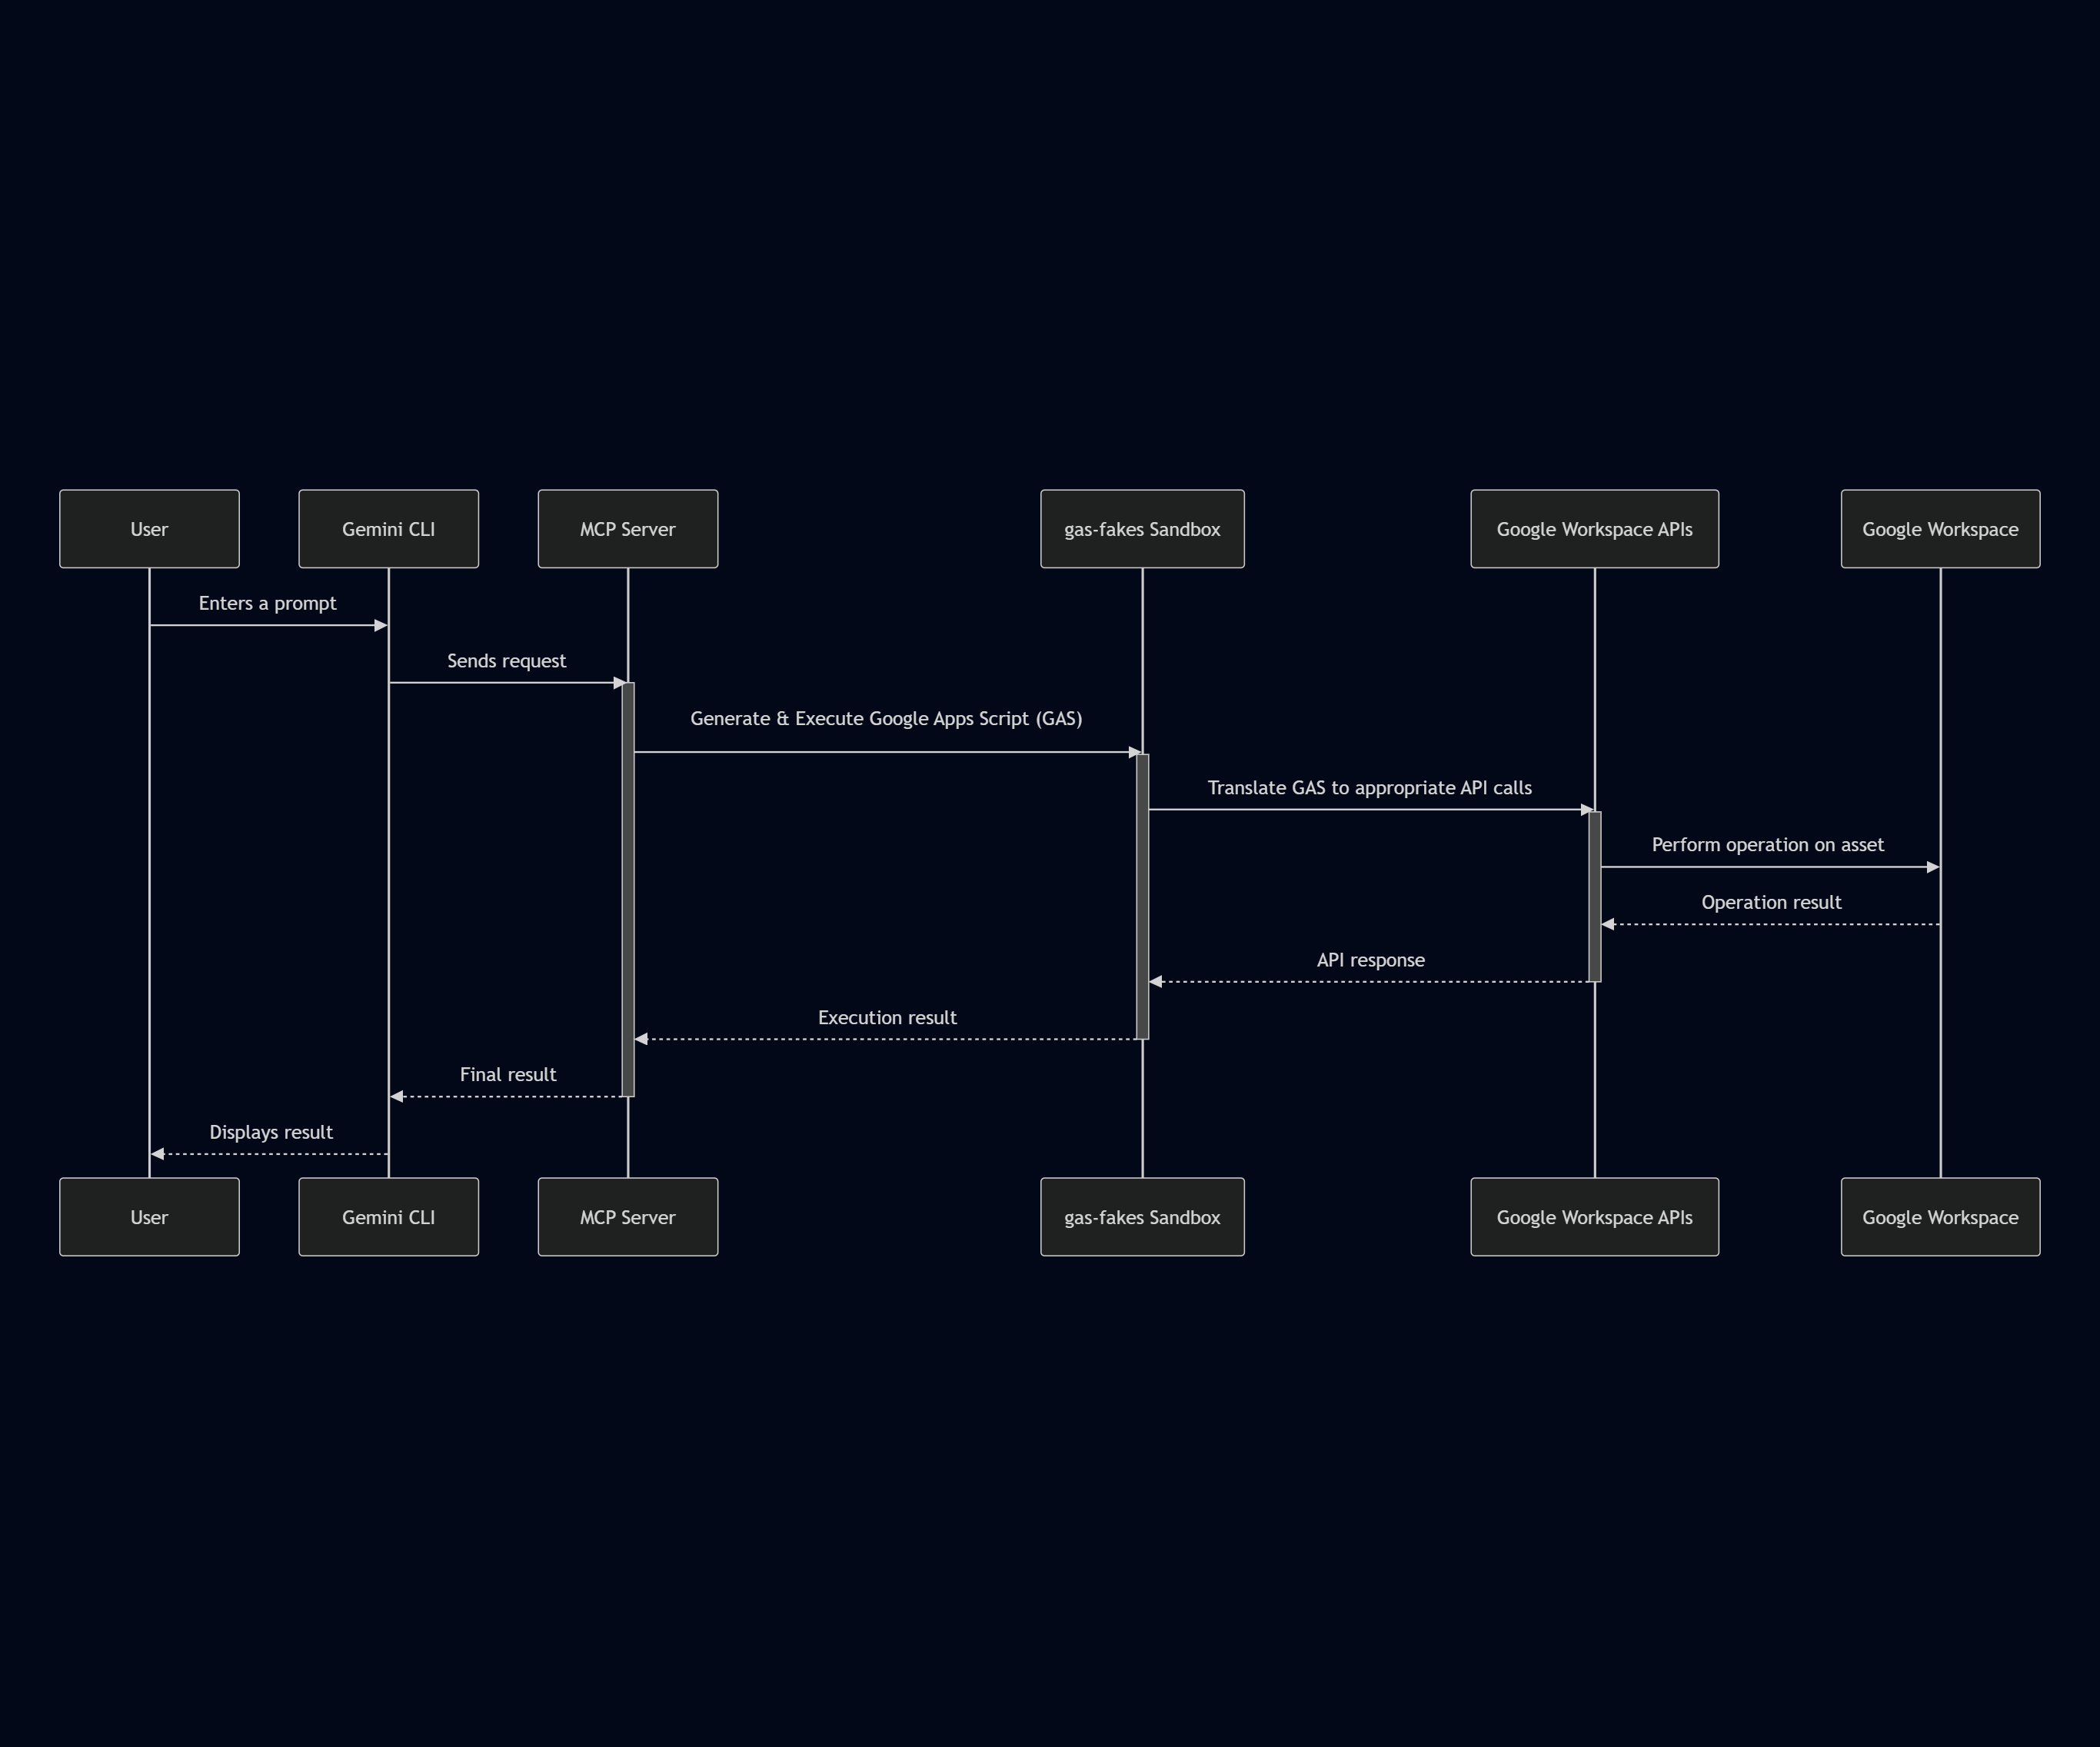 User
Gemini CLI
MCP Server
gas-fakes Sandbox
Google Workspace APIs
Google Workspace
Enters a prompt
Sends request
Generate & Execute Google Apps Script (GAS)
Translate GAS to appropriate API calls
Perform operation on asset
Operation result
API response
Execution result
Final result
Displays result
User
Gemini CLI
MCP Server
gas-fakes Sandbox
Google Workspace APIs
Google Workspace